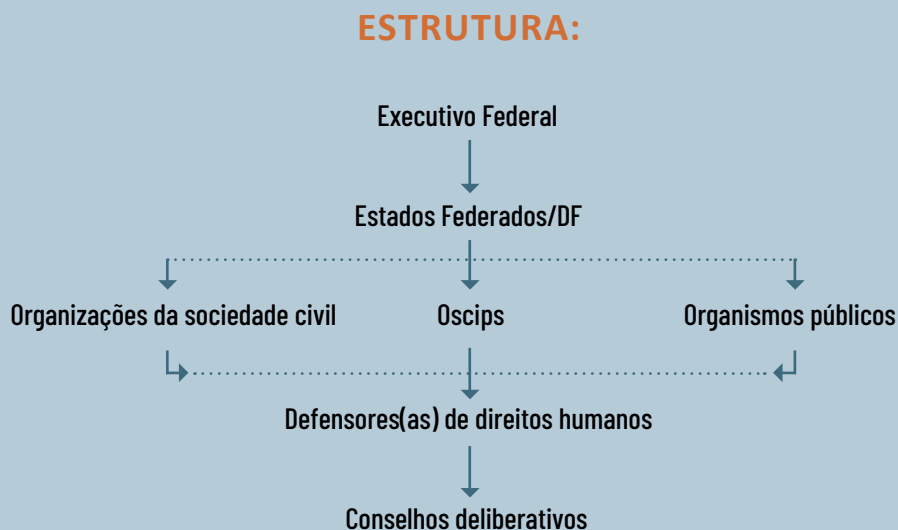 ESTRUTURA:
Executivo Federal
Estados Federados/DF
Organizações da sociedade civil
Oscips
Organismos públicos
Defensores(as) de direitos humanos
Conselhos deliberativos